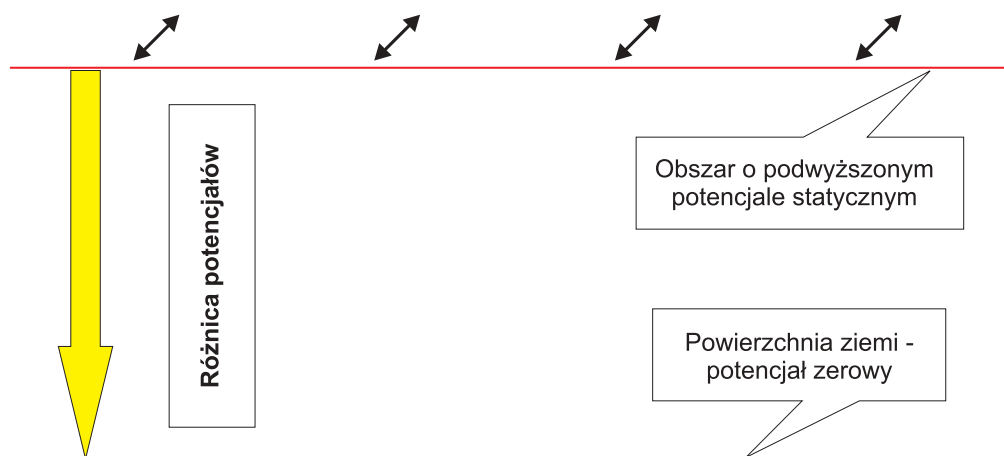 Różnica potencjałów
Obszar o podwyższonym
potencjale statycznym
Powierzchnia ziemi -
potencjał zerowy